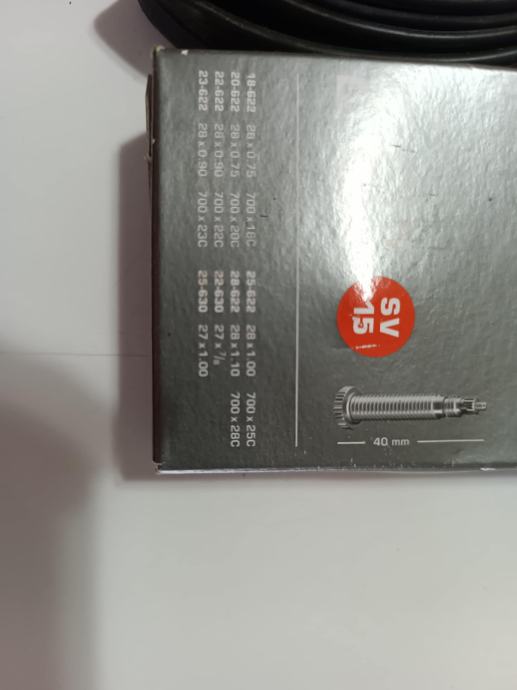 18-622 28 x 0.75 700 x 18C
20-622 28 x 0.75 700 x 20C
22-622 28 x 0.90 700 x 22C
23-622 28 x 0.90 700 x 23C
25-622 28 x 1.00 700 x 25C
28-622 28 x 1.10 700 x 28C
22-630 27 x 7/8
25-630 27 x 1.00
SV
15
40 mm